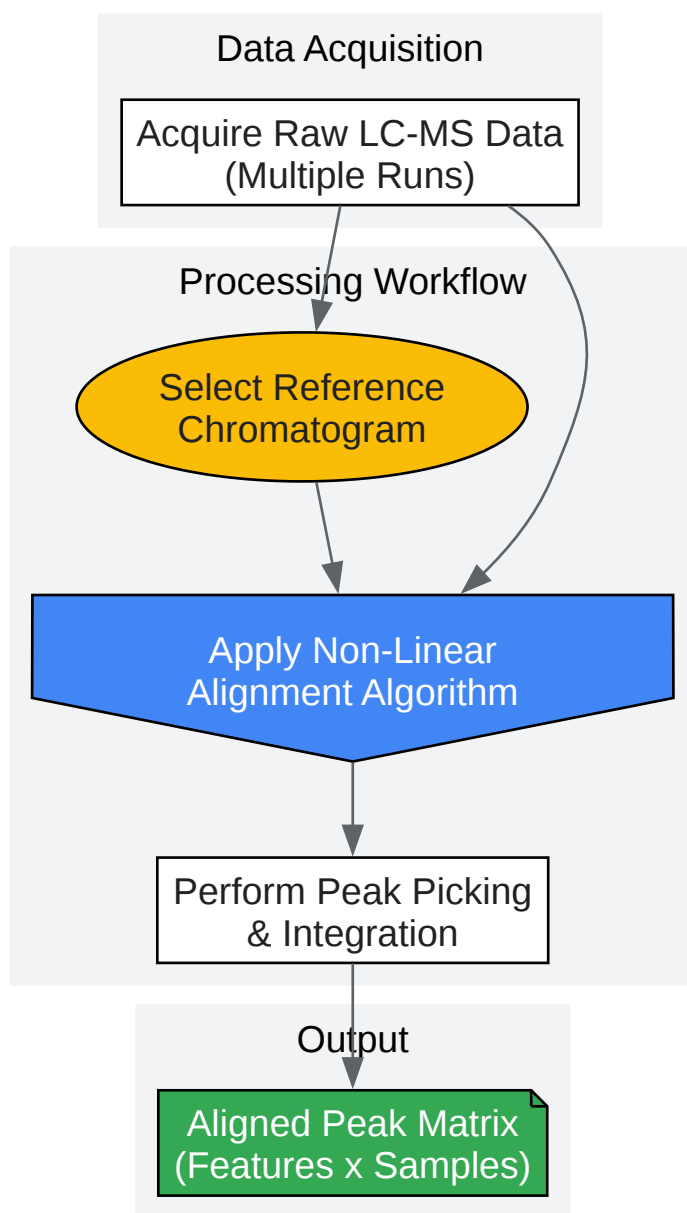 Data Acquisition
Acquire Raw LC-MS Data
(Multiple Runs)
Processing Workflow
Select Reference
Chromatogram
Apply Non-Linear
Alignment Algorithm
Perform Peak Picking
& Integration
Output
Aligned Peak Matrix
(Features x Samples)